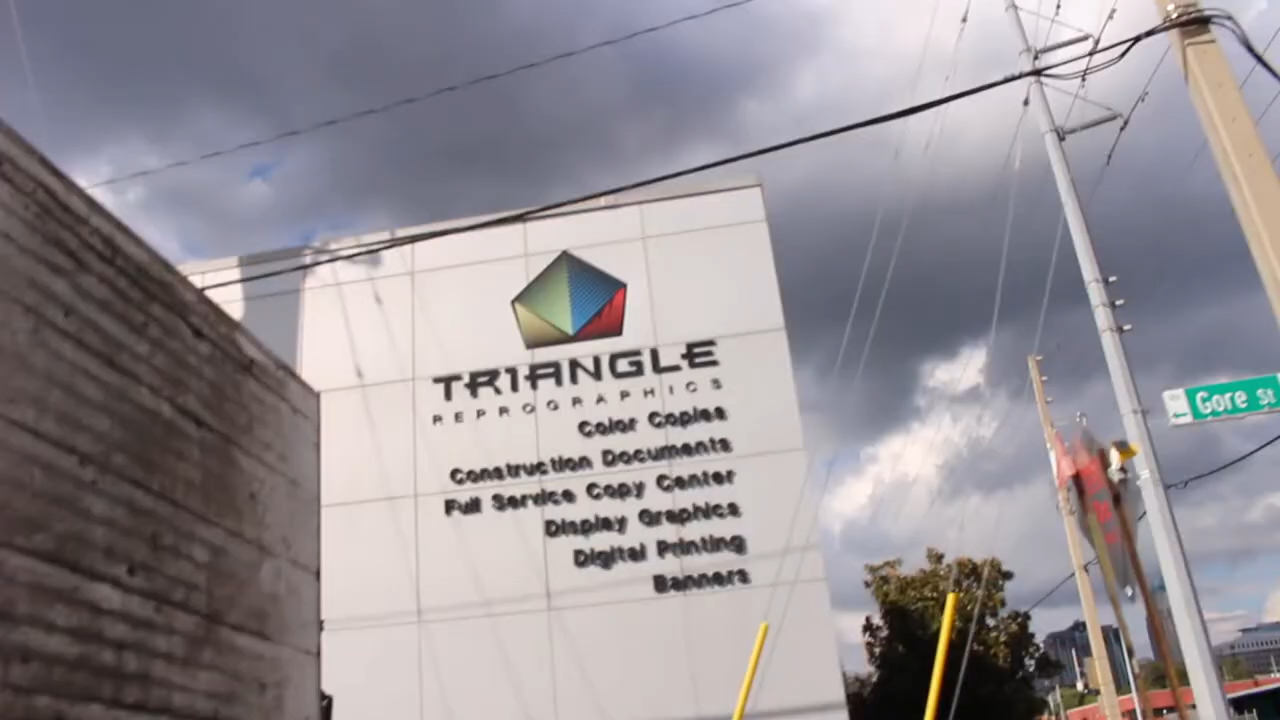 TRIANGLE
REPROGRAPHICS
Color Copies
Construction Documents
Full Service Copy Center
Display Graphics
Digital Printing
Banners
Gore St